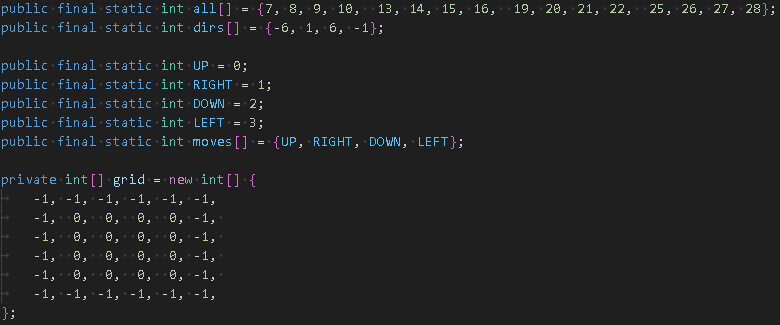 public final static int all[] = {7, 8, 9, 10,  13, 14, 15, 16,  19, 20, 21, 22,  25, 26, 27, 28};
public final static int dirs[] = {-6, 1, 6, -1};

public final static int UP = 0;
public final static int RIGHT = 1;
public final static int DOWN = 2;
public final static int LEFT = 3;
public final static int moves[] = {UP, RIGHT, DOWN, LEFT};

private int[] grid = new int[] {
    -1, -1, -1, -1, -1, -1,
    -1,  0,  0,  0,  0, -1,
    -1,  0,  0,  0,  0, -1,
    -1,  0,  0,  0,  0, -1,
    -1,  0,  0,  0,  0, -1,
    -1, -1, -1, -1, -1, -1,
};